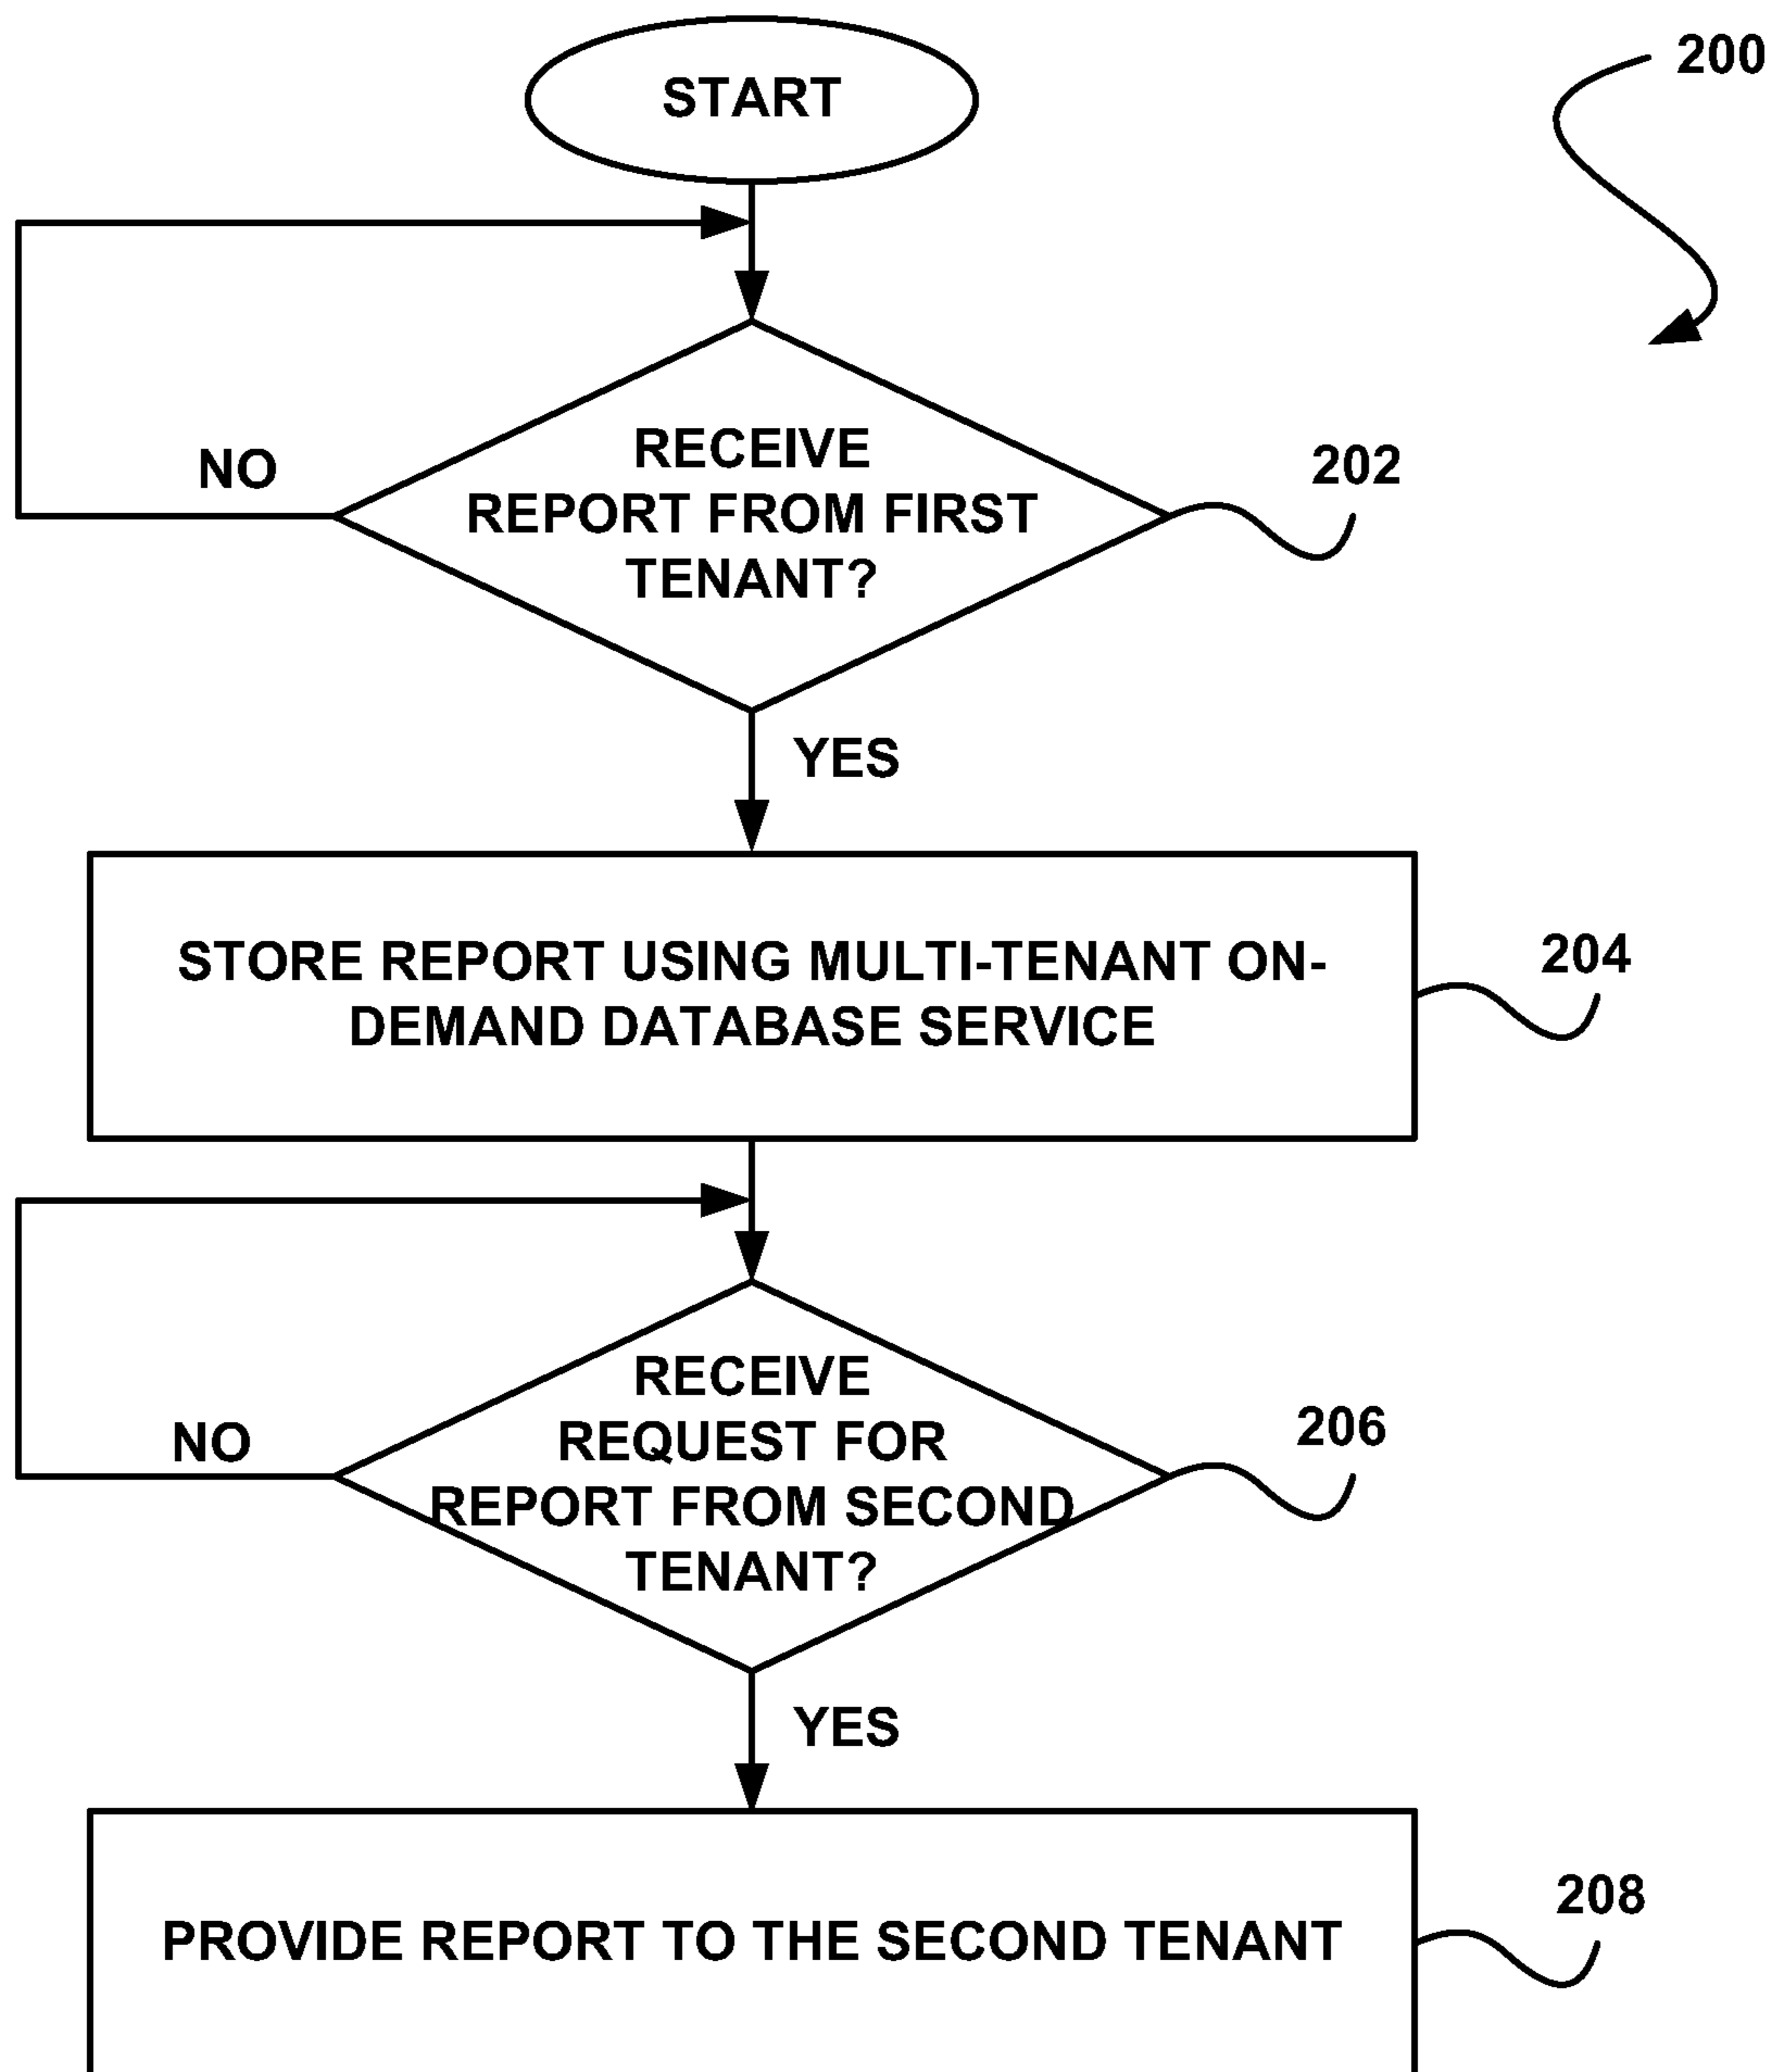 START
200
RECEIVE
REPORT FROM FIRST
TENANT?
202
NO
YES
STORE REPORT USING MULTI-TENANT ON-
DEMAND DATABASE SERVICE
204
RECEIVE
REQUEST FOR
REPORT FROM SECOND
TENANT?
206
NO
YES
PROVIDE REPORT TO THE SECOND TENANT
208